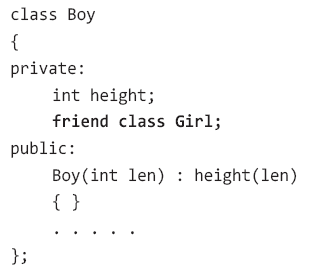 class Boy
{
private:
    int height;
    friend class Girl;
public:
    Boy(int len) : height(len)
    { }
    . . . . .
};